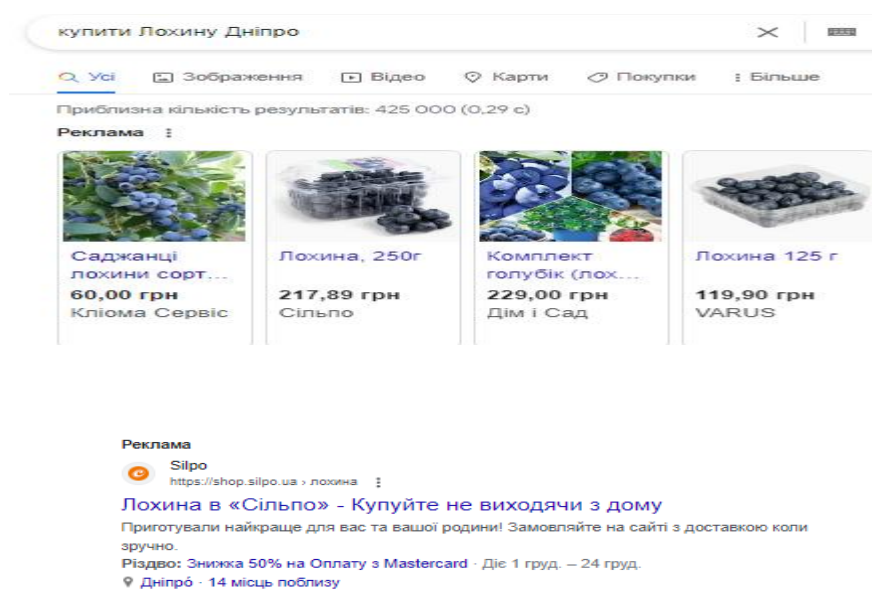 купити Лохину Дніпро
Усі Зображення Відео Карти Покупки Більше
Приблизна кількість результатів: 425 000 (0,29 с)
Реклама
Саджанці
лохини сорт...
60,00 грн
Кліома Сервіс
Лохина, 250г
217,89 грн
Сільпо
Комплект
голубік (лох...
229,00 грн
Дім і Сад
Лохина 125 г
119,90 грн
VARUS
Реклама
Silpo
https://shop.silpo.ua › лохина
Лохина в «Сільпо» - Купуйте не виходячи з дому
Приготували найкраще для вас та вашої родини! Замовляйте на сайті з доставкою коли
зручно.
Різдво: Знижка 50% на Оплату з Mastercard · Діє 1 груд. – 24 груд.
Дніпро́ · 14 місць поблизу